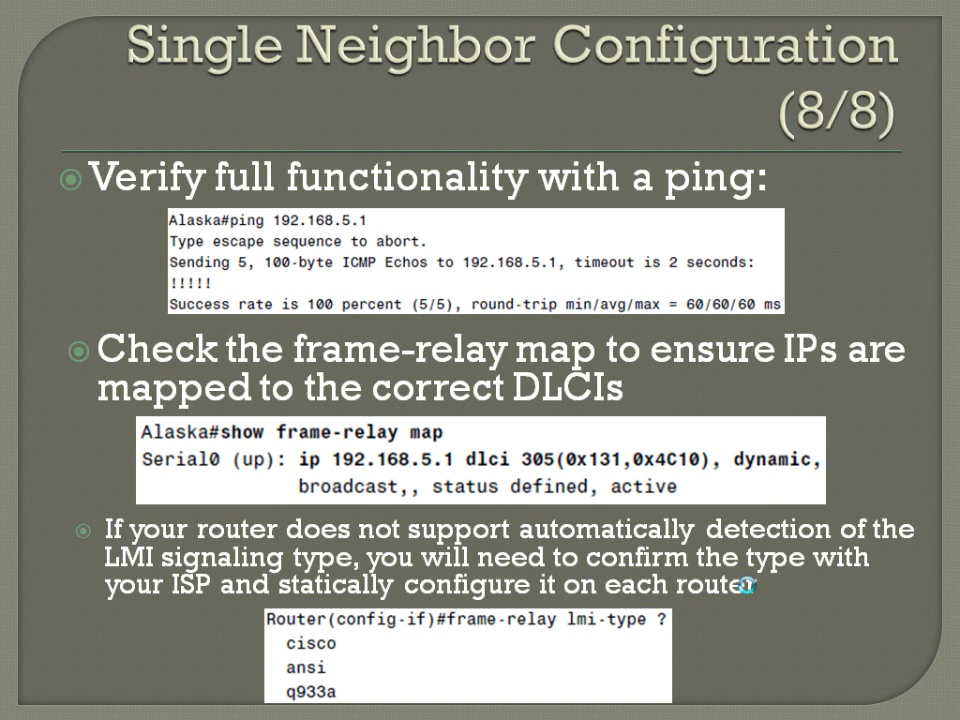 Single Neighbor Configuration
(8/8)
Verify full functionality with a ping:
Alaska#ping 192.168.5.1
Type escape sequence to abort.
Sending 5, 100-byte ICMP Echos to 192.168.5.1, timeout is 2 seconds:
!!!!!
Success rate is 100 percent (5/5), round-trip min/avg/max = 60/60/60 ms
Check the frame-relay map to ensure IPs are
mapped to the correct DLCIs
Alaska#show frame-relay map
Serial0 (up): ip 192.168.5.1 dlci 305(0x131,0x4C10), dynamic,
broadcast,, status defined, active
If your router does not support automatically detection of the
LMI signaling type, you will need to confirm the type with
your ISP and statically configure it on each router
Router(config-if)#frame-relay lmi-type ?
cisco
ansi
q933a